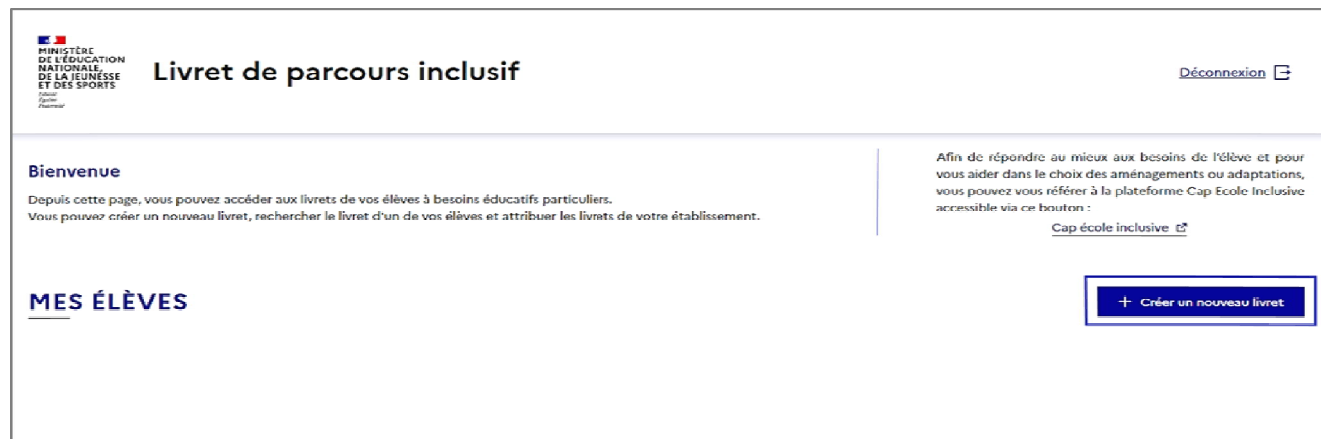 MINISTÈRE
DE L'ÉDUCATION
NATIONALE,
DE LA JEUNESSE
ET DES SPORTS
Liberté
Égalité
Fraternité
Livret de parcours inclusif
Déconnexion
Bienvenue
Depuis cette page, vous pouvez accéder aux livrets de vos élèves à besoins éducatifs particuliers.
Vous pouvez créer un nouveau livret, rechercher le livret d'un de vos élèves et attribuer les livrets de votre établissement.
Afin de répondre au mieux aux besoins de l'élève et pour
vous aider dans le choix des aménagements ou adaptations,
vous pouvez vous référer à la plateforme Cap Ecole Inclusive
accessible via ce bouton :
Cap école inclusive
MES ÉLÈVES
+ Créer un nouveau livret